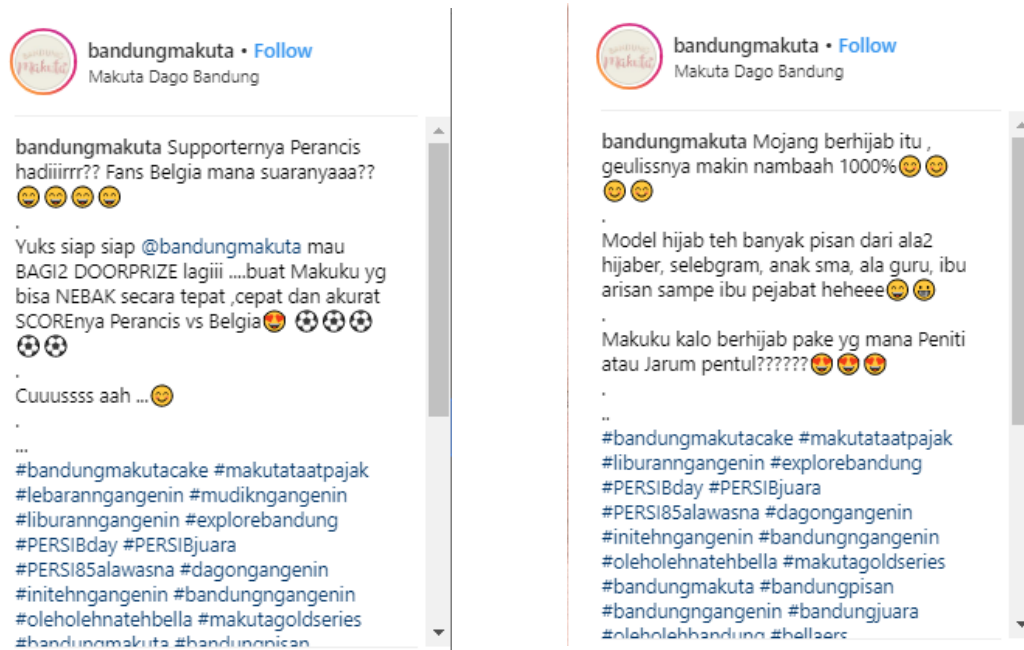 bandungmakuta • Follow
Makuta Dago Bandung
bandungmakuta Supporternya Perancis
hadiiirrr?? Fans Belgia mana suaranyaaa??
😄😄😄😄
.
Yuks siap siap @bandungmakuta mau
BAGI2 DOORPRIZE lagiii ....buat Makuku yg
bisa NEBAK secara tepat ,cepat dan akurat
SCOREnya Perancis vs Belgia😍 ⚽⚽⚽
⚽⚽
.
Cuuussss aah ...😊
.
...
#bandungmakutacake #makutataatpajak
#lebaranngangenin #mudikngangenin
#liburanngangenin #explorebandung
#PERSIBday #PERSIBjuara
#PERSI85alawasna #dagongangenin
#initehngangenin #bandungngangenin
#oleholehnatehbella #makutagoldseries
#bandungmakuta #bandungpisan
bandungmakuta • Follow
Makuta Dago Bandung
bandungmakuta Mojang berhijab itu ,
geulissnya makin nambaah 1000%😊😊
😊😊
.
Model hijab teh banyak pisan dari ala2
hijaber, selebgram, anak sma, ala guru, ibu
arisan sampe ibu pejabat heheee😄😀
.
Makuku kalo berhijab pake yg mana Peniti
atau Jarum pentul??????😍😍😍
.
..
#bandungmakutacake #makutataatpajak
#liburanngangenin #explorebandung
#PERSIBday #PERSIBjuara
#PERSI85alawasna #dagongangenin
#initehngangenin #bandungngangenin
#oleholehnatehbella #makutagoldseries
#bandungmakuta #bandungpisan
#bandungngangenin #bandungjuara
#oleholehbandung #bellaers